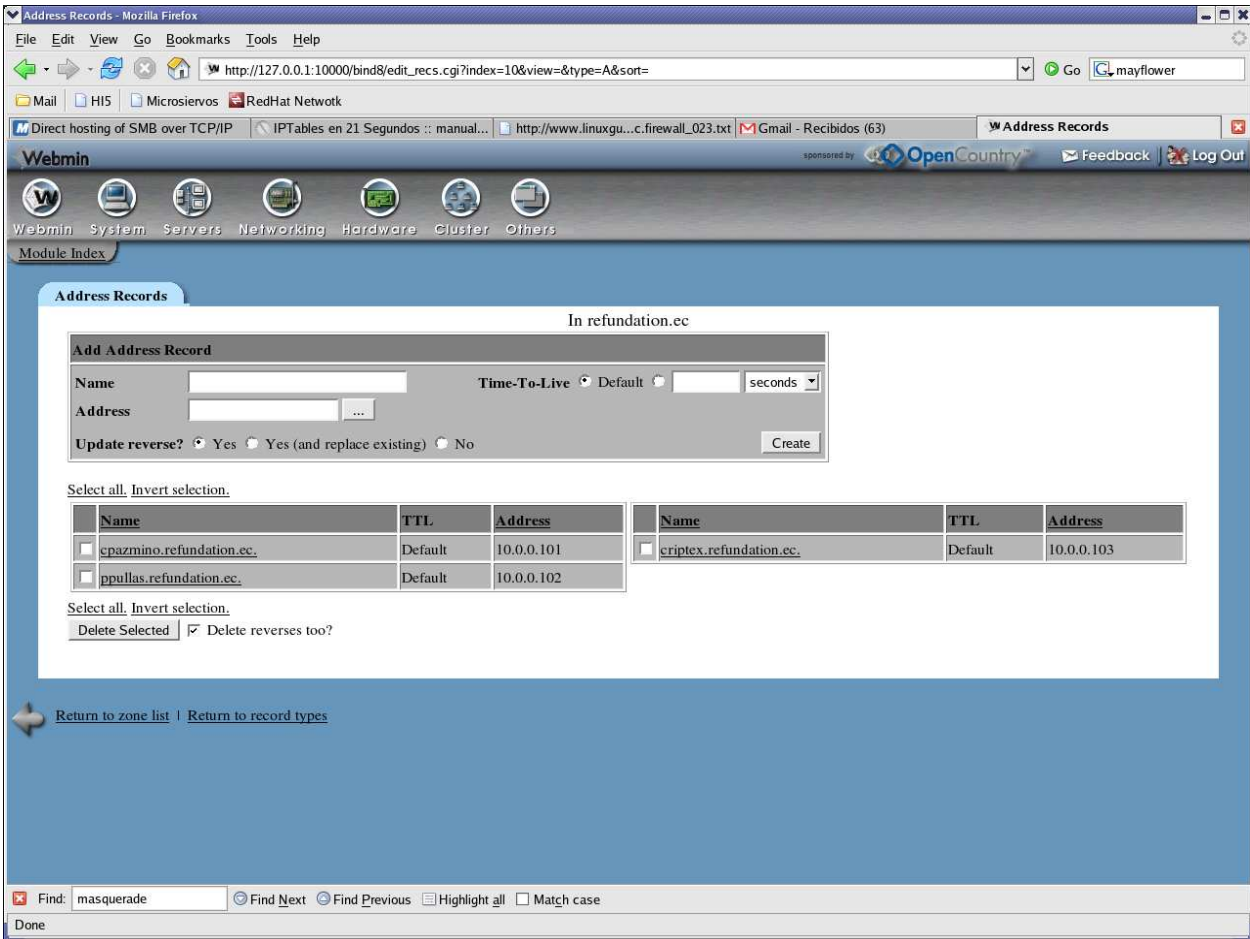 Address Records - Mozilla Firefox
File Edit View Go Bookmarks Tools Help
http://127.0.0.1:10000/bind8/edit_recs.cgi?index=10&view=&type=A&sort= Go mayflower
Mail HI5 Microsiervos RedHat Netwotk
Direct hosting of SMB over TCP/IP IPTables en 21 Segundos :: manual... http://www.linuxgu...c.firewall_023.txt Gmail - Recibidos (63) Address Records
Webmin sponsored by OpenCountry™ Feedback Log Out
Webmin System Servers Networking Hardware Cluster Others
Module Index
Address Records
In refundation.ec
Add Address Record
Name Time-To-Live Default seconds
Address ...
Update reverse? Yes Yes (and replace existing) No Create
Select all. Invert selection.
Name TTL Address Name TTL Address
cpazmino.refundation.ec. Default 10.0.0.101 criptex.refundation.ec. Default 10.0.0.103
ppullas.refundation.ec. Default 10.0.0.102
Select all. Invert selection.
Delete Selected Delete reverses too?
Return to zone list | Return to record types
Find: masquerade Find Next Find Previous Highlight all Match case
Done